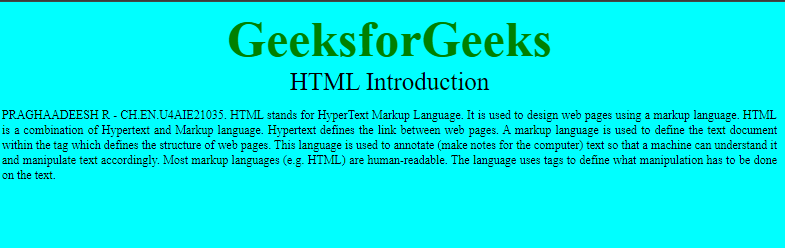 GeeksforGeeks
HTML Introduction
PRAGHAADEESH R - CH.EN.U4AIE21035. HTML stands for HyperText Markup Language. It is used to design web pages using a markup language. HTML
is a combination of Hypertext and Markup language. Hypertext defines the link between web pages. A markup language is used to define the text document
within the tag which defines the structure of web pages. This language is used to annotate (make notes for the computer) text so that a machine can understand it
and manipulate text accordingly. Most markup languages (e.g. HTML) are human-readable. The language uses tags to define what manipulation has to be done
on the text.